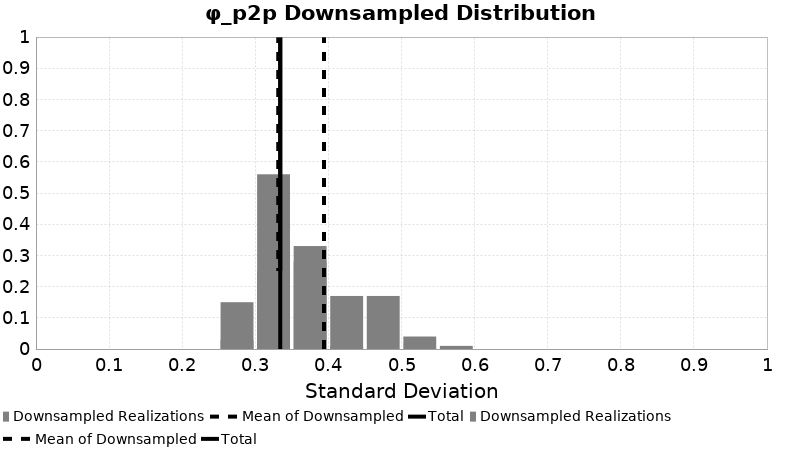 φ_p2p Downsampled Distribution
1
0.9
0.8
0.7
0.6
0.5
0.4
0.3
0.2
0.1
0
0 0.1 0.2 0.3 0.4 0.5 0.6 0.7 0.8 0.9 1
Standard Deviation
Downsampled Realizations Mean of Downsampled Total Downsampled Realizations
Mean of Downsampled Total